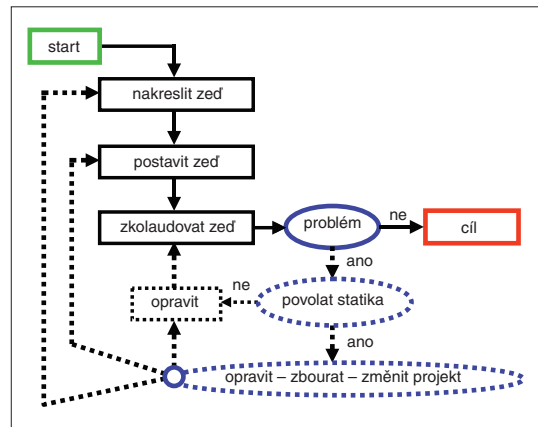 start
nakreslit zeď
postavit zeď
zkolaudovat zeď
problém
ne
cíl
ano
opravit
ne
povolat statika
ano
opravit – zbourat – změnit projekt